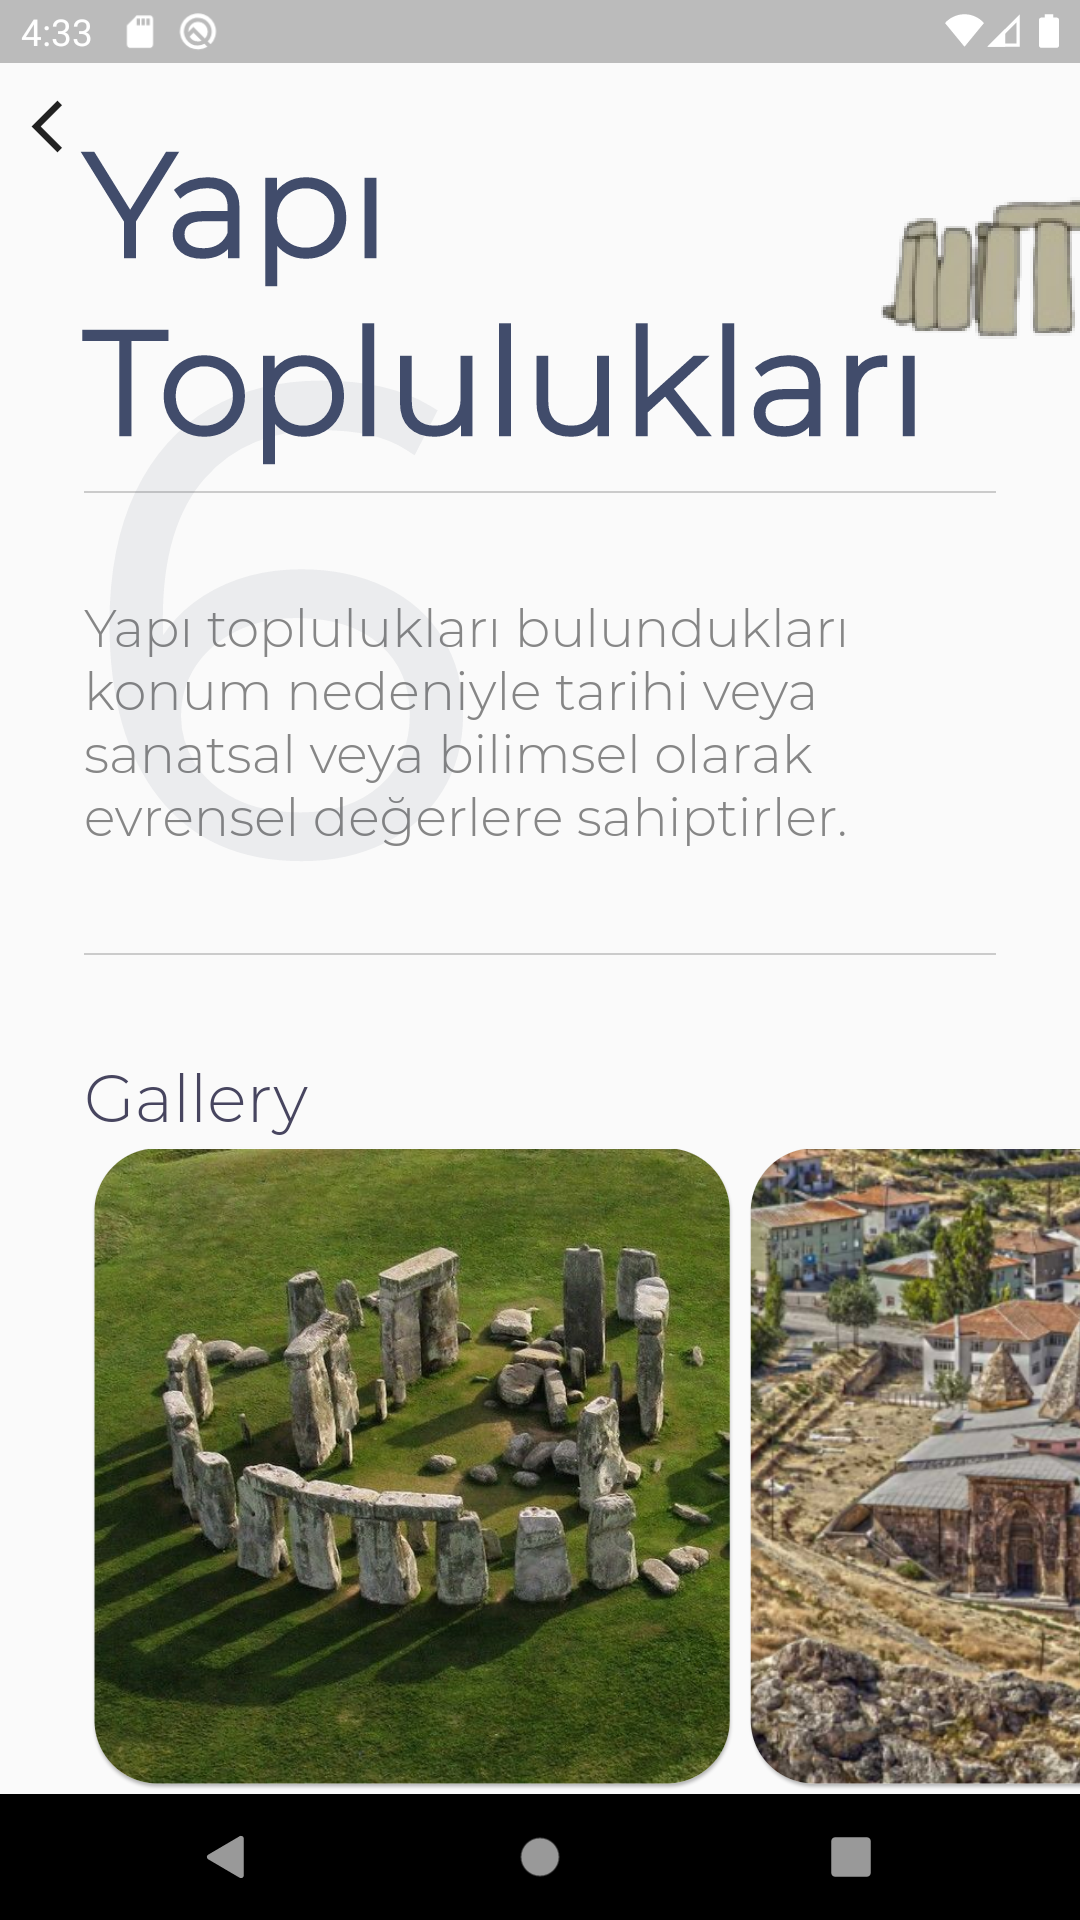 4:33
Yapı
Toplulukları
6
Yapı toplulukları bulundukları
konum nedeniyle tarihi veya
sanatsal veya bilimsel olarak
evrensel değerlere sahiptirler.
Gallery